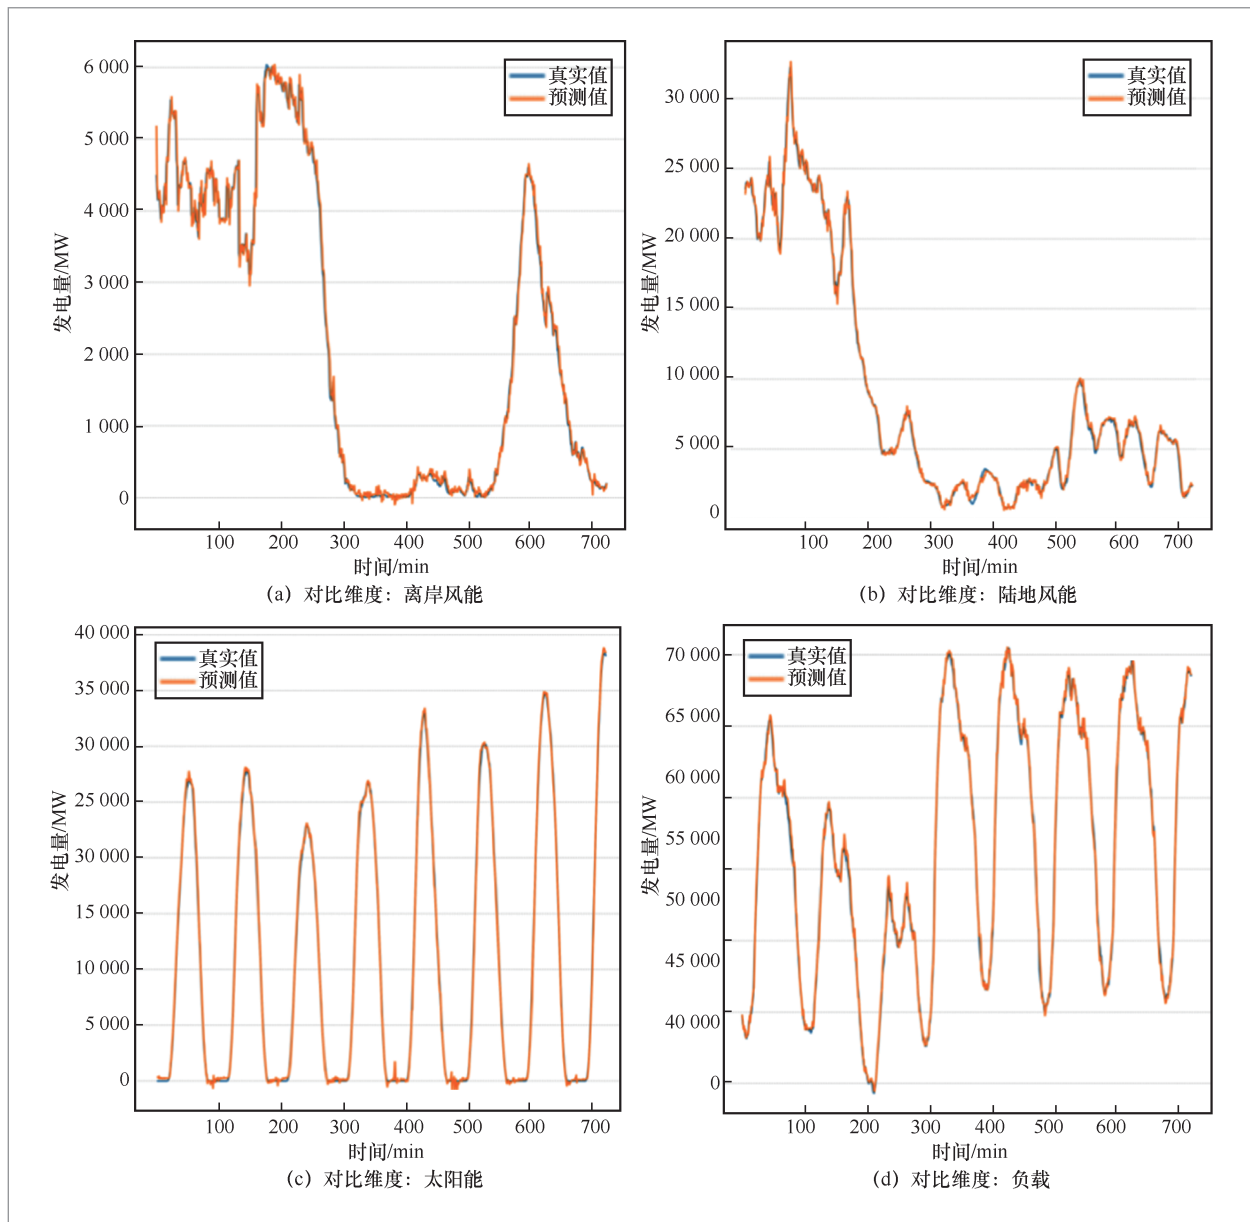 6 000
5 000
4 000
3 000
2 000
1 000
0
发电量/MW
真实值
预测值
100 200 300 400 500 600 700
时间/min
(a) 对比维度：离岸风能
30 000
25 000
20 000
15 000
10 000
5 000
0
发电量/MW
真实值
预测值
100 200 300 400 500 600 700
时间/min
(b) 对比维度：陆地风能
40 000
35 000
30 000
25 000
30 000
15 000
10 000
5 000
0
发电量/MW
真实值
预测值
100 200 300 400 500 600 700
时间/min
(c) 对比维度：太阳能
70 000
65 000
60 000
55 000
50 000
45 000
40 000
0
发电量/MW
真实值
预测值
100 200 300 400 500 600 700
时间/min
(d) 对比维度：负载